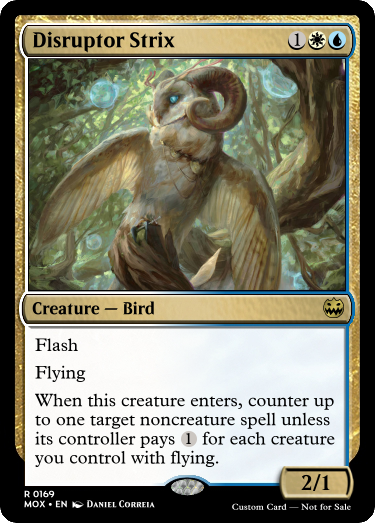 Disruptor Strix 1
Creature — Bird
Flash
Flying
When this creature enters, counter up
to one target noncreature spell unless
its controller pays 1 for each creature
you control with flying.
2/1
R 0169
MOX • EN DANIEL CORREIA
Custom Card — Not for Sale